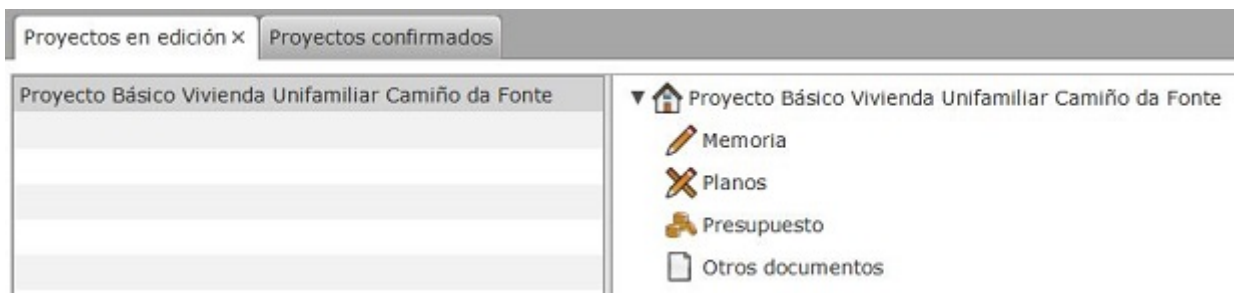 Proyectos en edición × Proyectos confirmados
Proyecto Básico Vivienda Unifamiliar Camiño da Fonte
Proyecto Básico Vivienda Unifamiliar Camiño da Fonte
Memoria
Planos
Presupuesto
Otros documentos